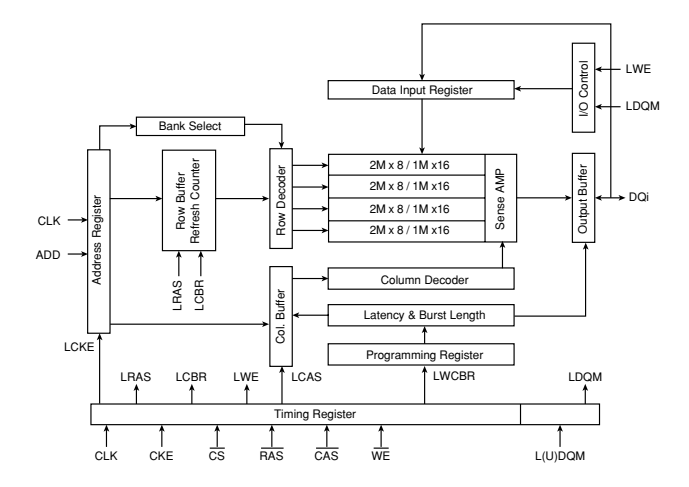 LWE
I/O Control
Data Input Register
LDQM
Bank Select
2M x 8 / 1M x16
2M x 8 / 1M x16
2M x 8 / 1M x16
2M x 8 / 1M x16
Address Register
Row Buffer
Refresh Counter
Row Decoder
Sense AMP
Output Buffer
DQi
CLK
ADD
LRAS
LCBR
Col. Buffer
Column Decoder
Latency & Burst Length
LCKE
Programming Register
LRAS
LCBR
LWE
LCAS
LWCBR
LDQM
Timing Register
CLK
CKE
CS
RAS
CAS
WE
L(U)DQM